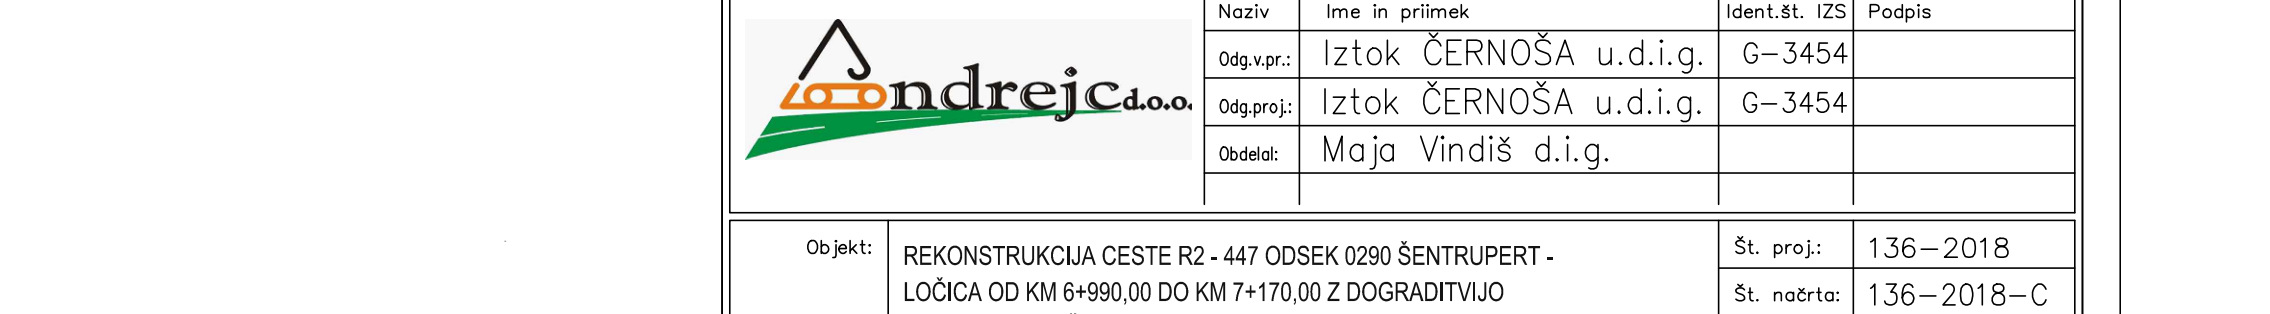 Andrejc d.o.o.
Naziv Ime in priimek Ident.št. IZS Podpis
Odg.v.pr.: Iztok ČERNOŠA u.d.i.g. G-3454
Odg.proj.: Iztok ČERNOŠA u.d.i.g. G-3454
Obdelal: Maja Vindiš d.i.g.
Objekt: REKONSTRUKCIJA CESTE R2 - 447 ODSEK 0290 ŠENTRUPERT -
LOČICA OD KM 6+990,00 DO KM 7+170,00 Z DOGRADITVIJO
Št. proj.: 136-2018
Št. načrta: 136-2018-C